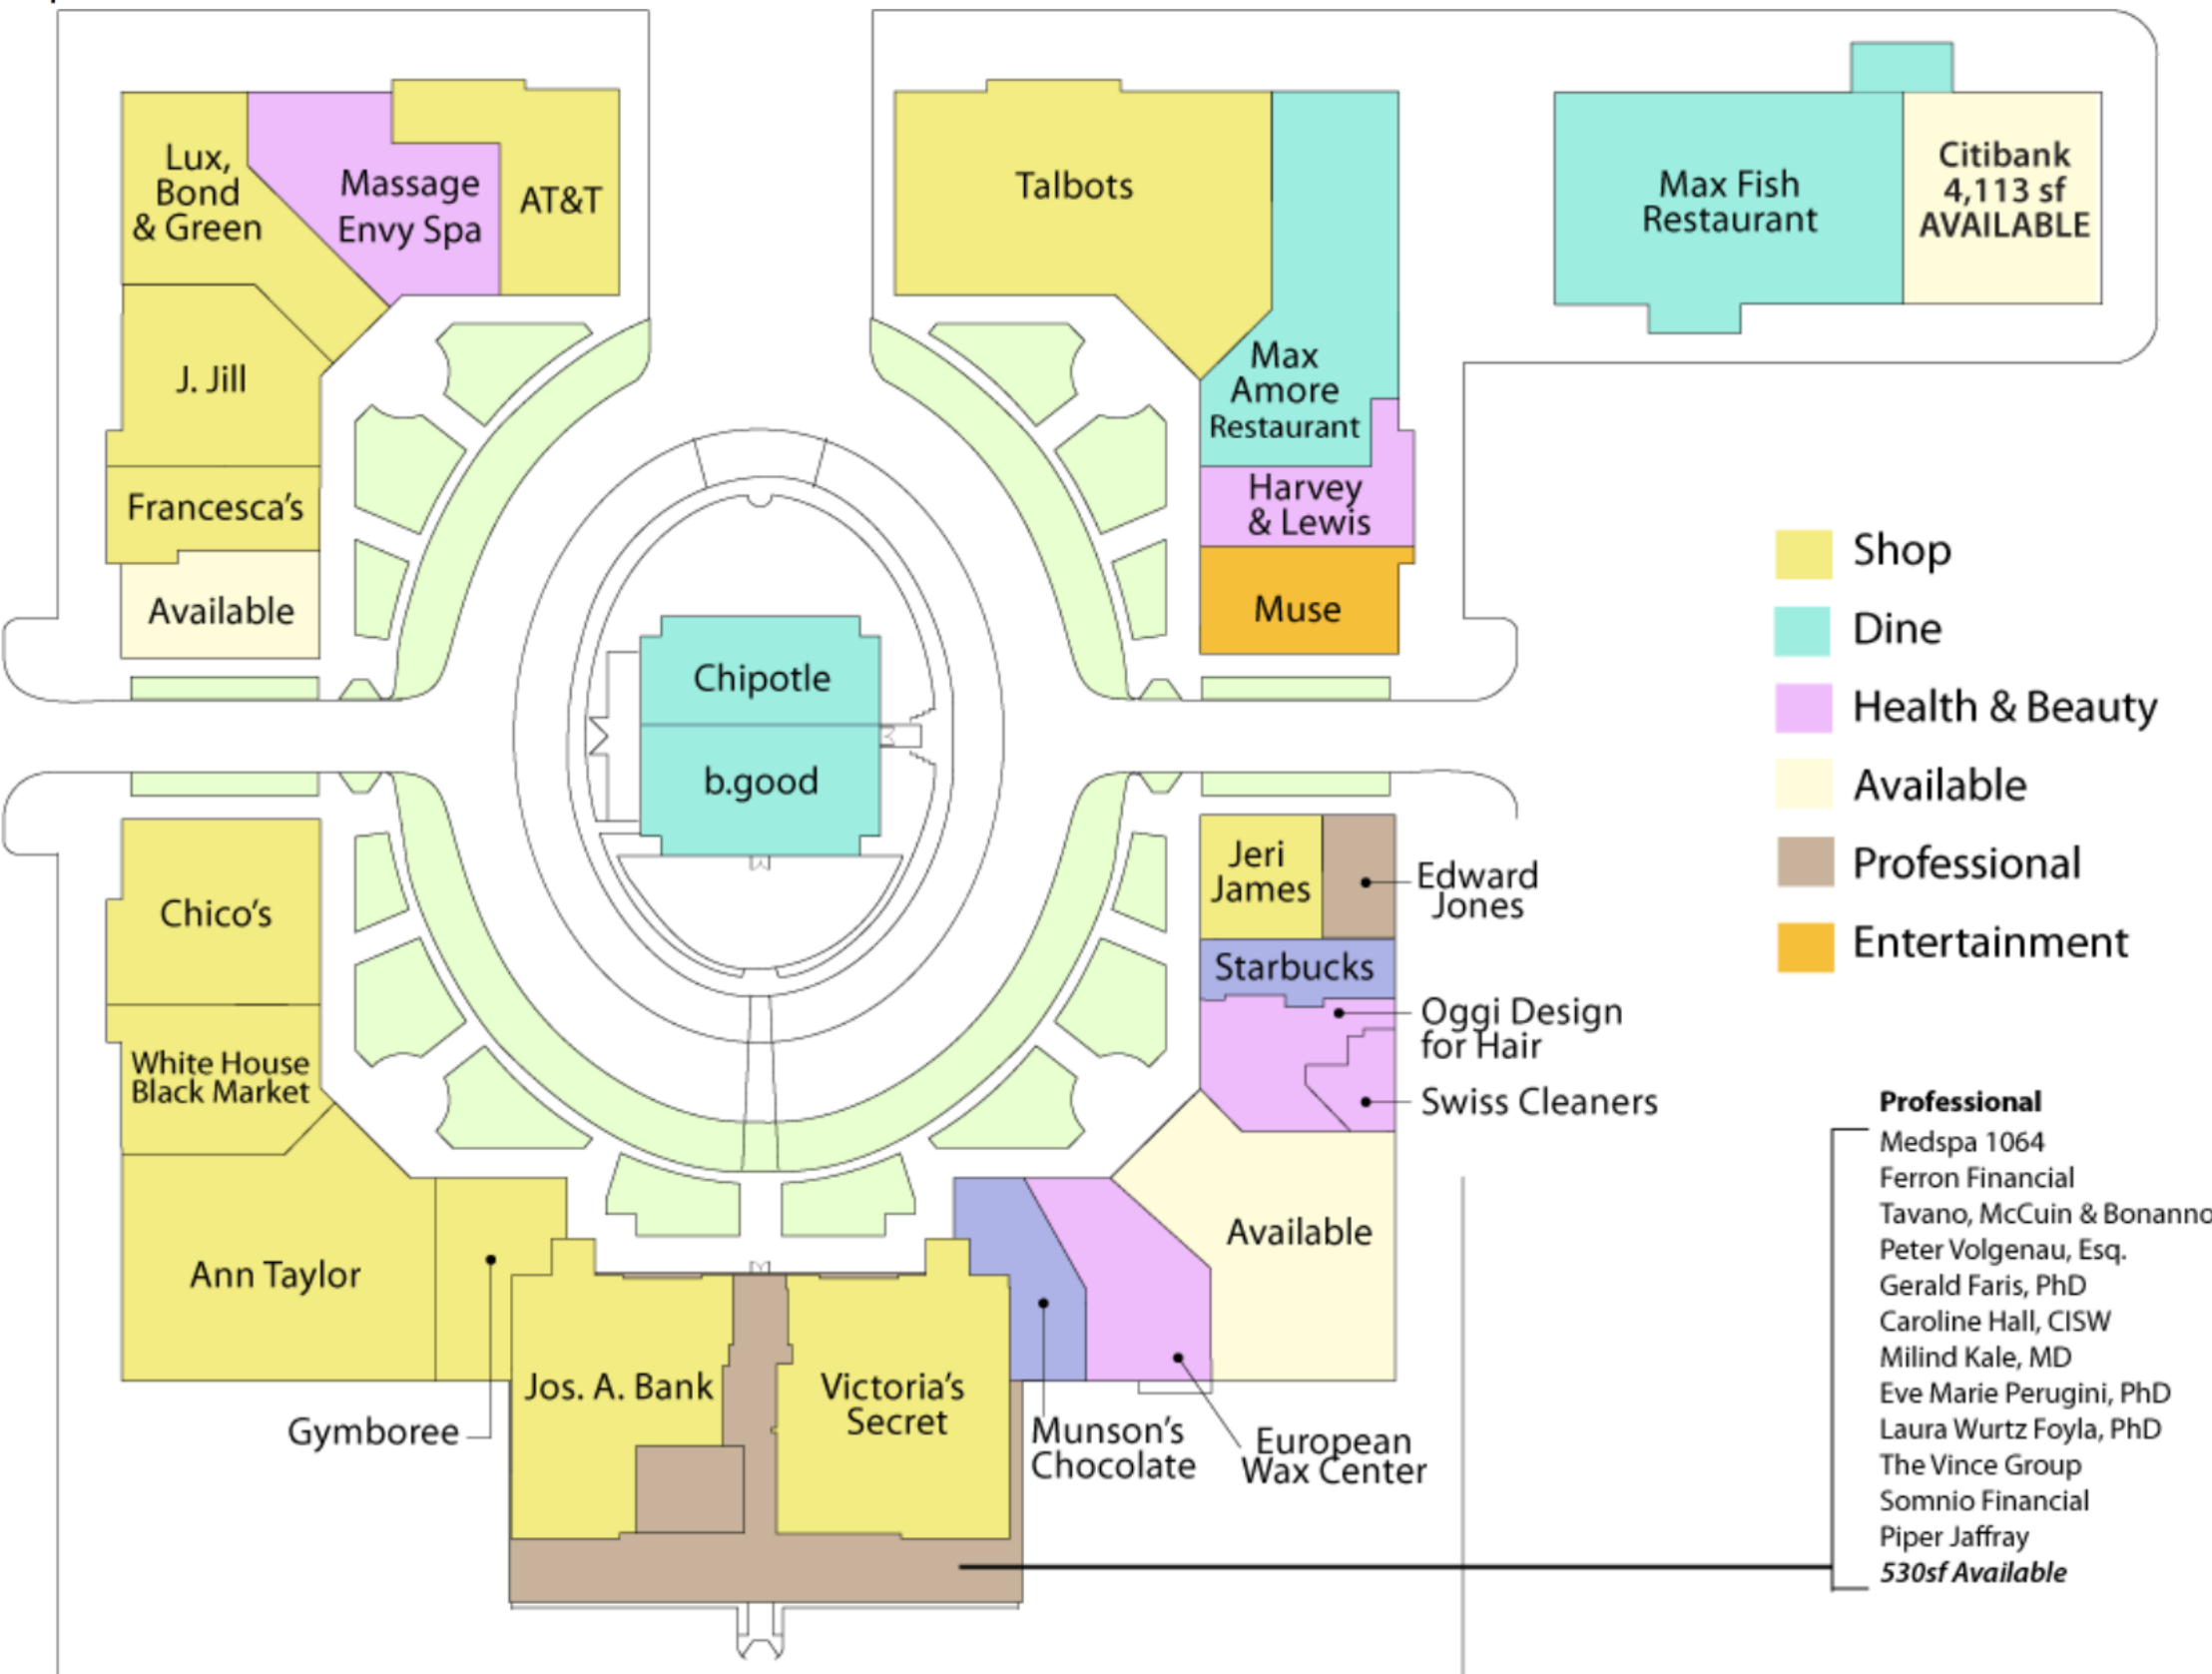 Lux,
Bond
& Green
Massage
Envy Spa
AT&T
Talbots
Max Fish
Restaurant
Citibank
4,113 sf
AVAILABLE
J. Jill
Max
Amore
Restaurant
Francesca's
Harvey
& Lewis
Available
Muse
Chipotle
b.good
Shop
Dine
Health & Beauty
Available
Professional
Entertainment
Chico's
Jeri
James
Edward
Jones
Starbucks
White House
Black Market
Oggi Design
for Hair
Swiss Cleaners
Ann Taylor
Available
Gymboree
Jos. A. Bank
Victoria's
Secret
Munson's
Chocolate
European
Wax Center
Professional
Medspa 1064
Ferron Financial
Tavano, McCuin & Bonanno
Peter Volgenau, Esq.
Gerald Faris, PhD
Caroline Hall, CISW
Milind Kale, MD
Eve Marie Perugini, PhD
Laura Wurtz Foyla, PhD
The Vince Group
Somnio Financial
Piper Jaffray
530sf Available